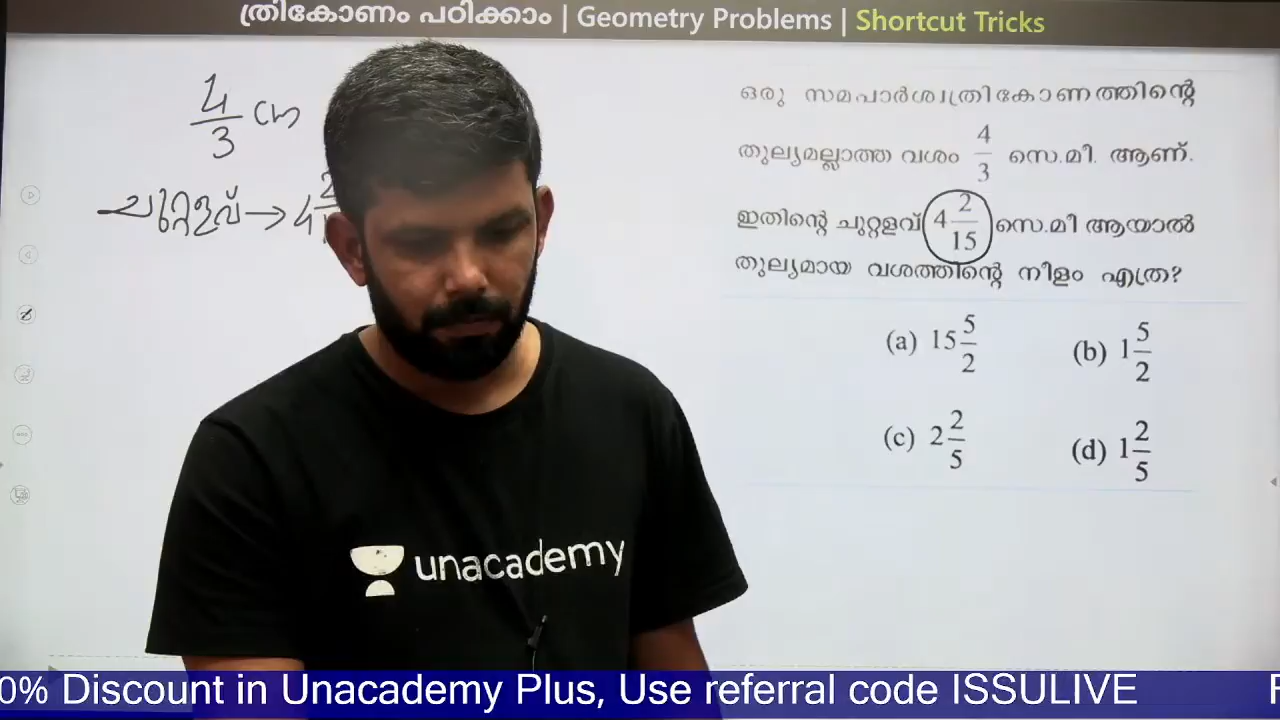 ത്രികോണം പഠിക്കാം | Geometry Problems | Shortcut Tricks
4/3 cm
ചുറ്റളവ് → 4
ഒരു സമപാർശ്വത്രികോണത്തിന്റെ
തുല്യമല്ലാത്ത വശം 4/3 സെ.മീ. ആണ്.
ഇതിന്റെ ചുറ്റളവ് 4 2/15 സെ.മീ ആയാൽ
തുല്യമായ വശത്തിന്റെ നീളം എത്ര?
(a) 15 5/2 (b) 1 5/2
(c) 2 2/5 (d) 1 2/5
unacademy
0% Discount in Unacademy Plus, Use referral code ISSULIVE